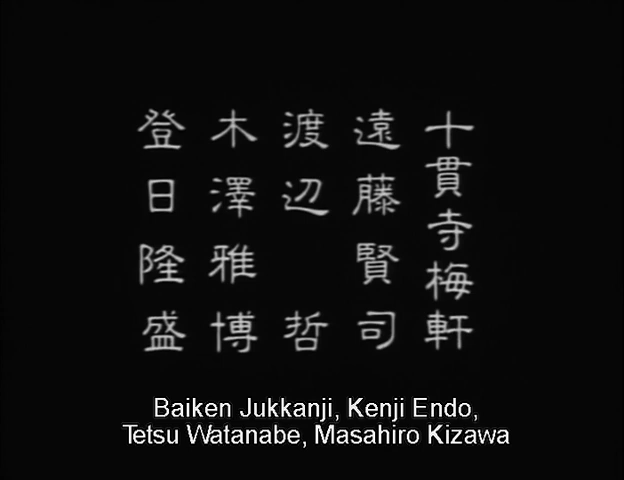 十貫寺梅軒
遠藤賢司
渡辺 哲
木澤雅博
登日隆盛
Baiken Jukkanji, Kenji Endo,
Tetsu Watanabe, Masahiro Kizawa